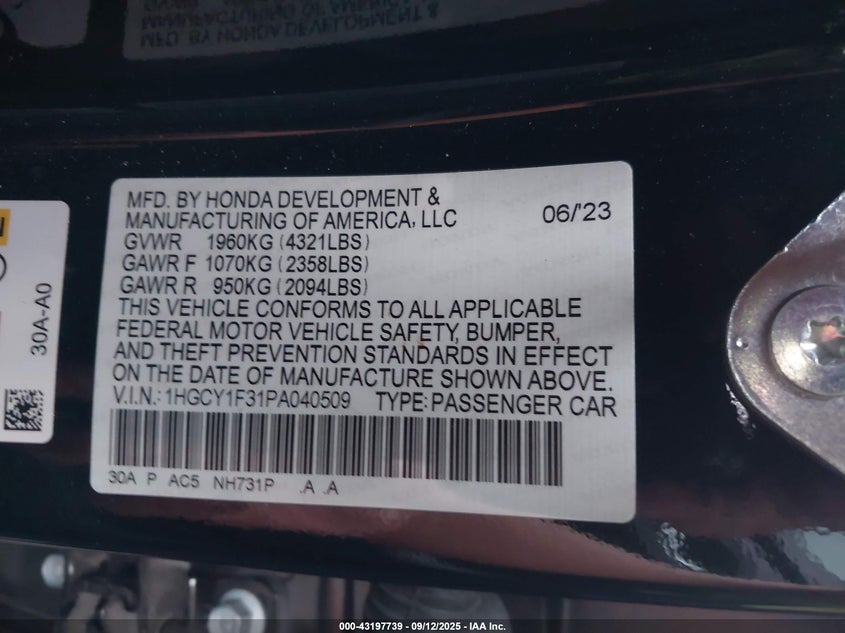 MFD. BY HONDA DEVELOPMENT &
MANUFACTURING OF AMERICA, LLC 06/'23
GVWR 1960KG (4321LBS)
GAWR F 1070KG (2358LBS)
GAWR R 950KG (2094LBS)
THIS VEHICLE CONFORMS TO ALL APPLICABLE
FEDERAL MOTOR VEHICLE SAFETY, BUMPER,
AND THEFT PREVENTION STANDARDS IN EFFECT
ON THE DATE OF MANUFACTURE SHOWN ABOVE.
V.I.N.: 1HGCY1F31PA040509 TYPE: PASSENGER CAR
30A P AC5 NH731P .A .A
30A-A0
000-43197739 - 09/12/2025 - IAA Inc.